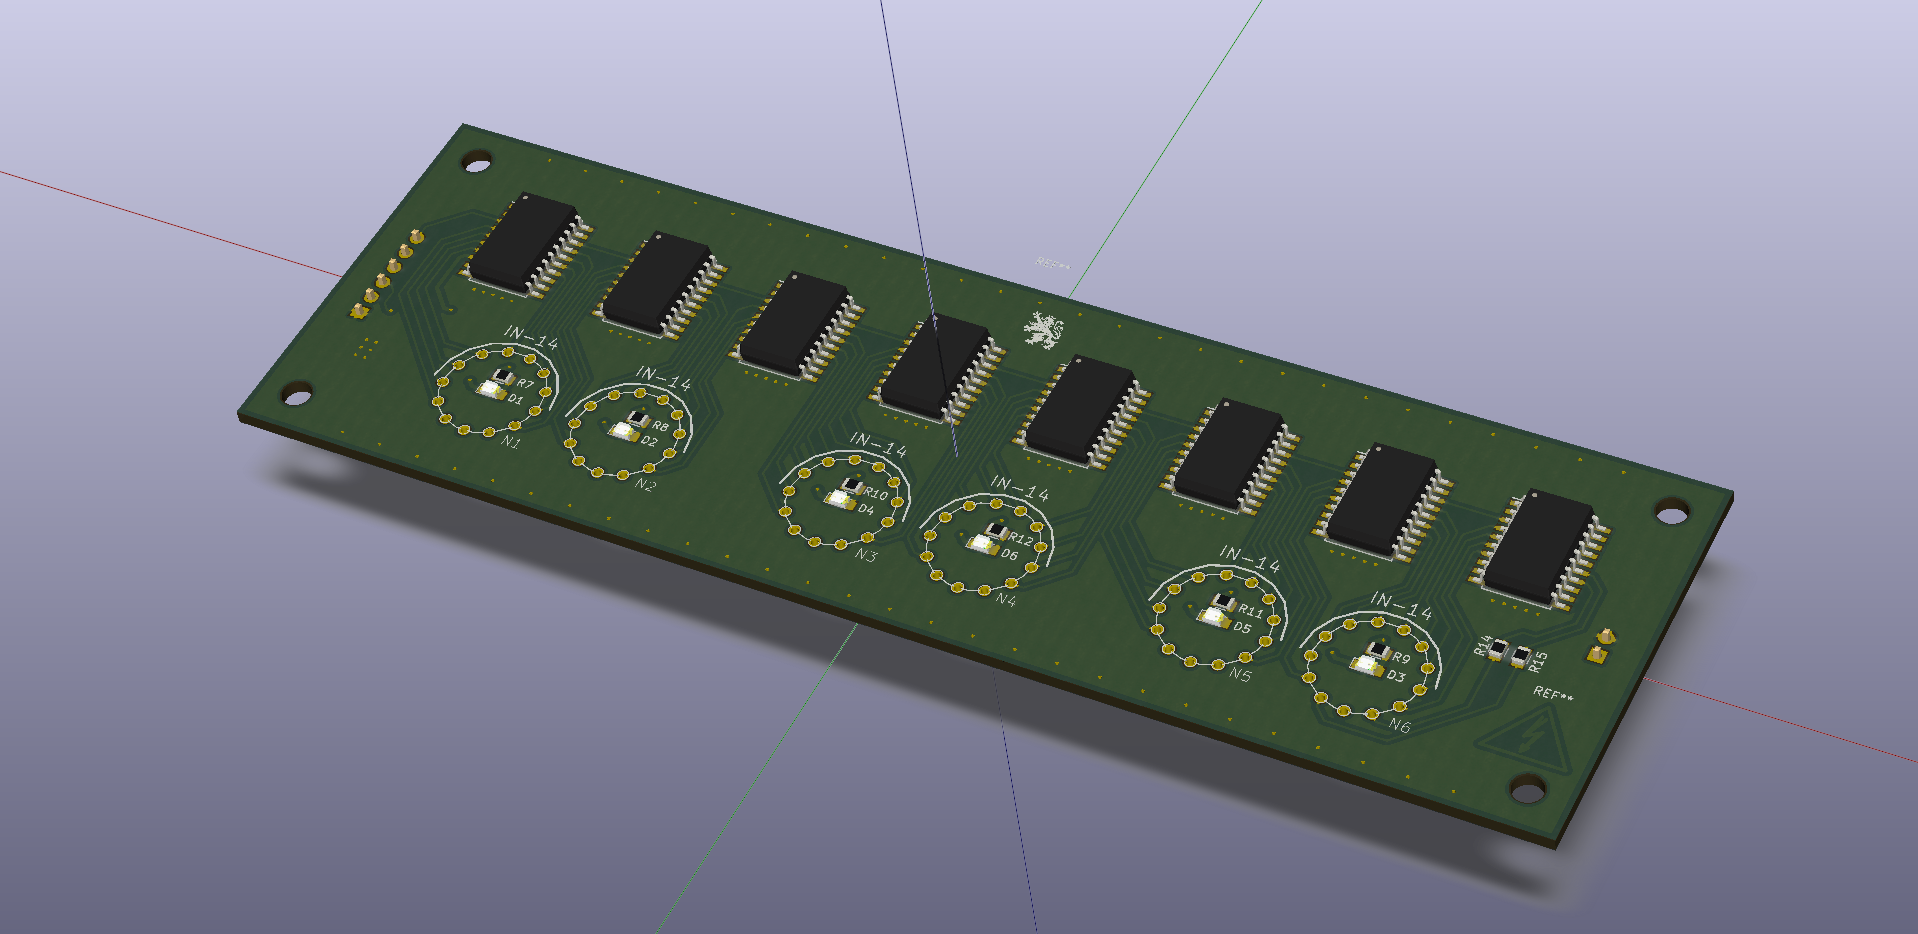 REF**
IN-14
R7
D1
N1
IN-14
R8
D2
N2
IN-14
R10
D4
N3
IN-14
R12
D6
N4
IN-14
R11
D5
N5
IN-14
R9
D3
N6
R14
R15
REF**